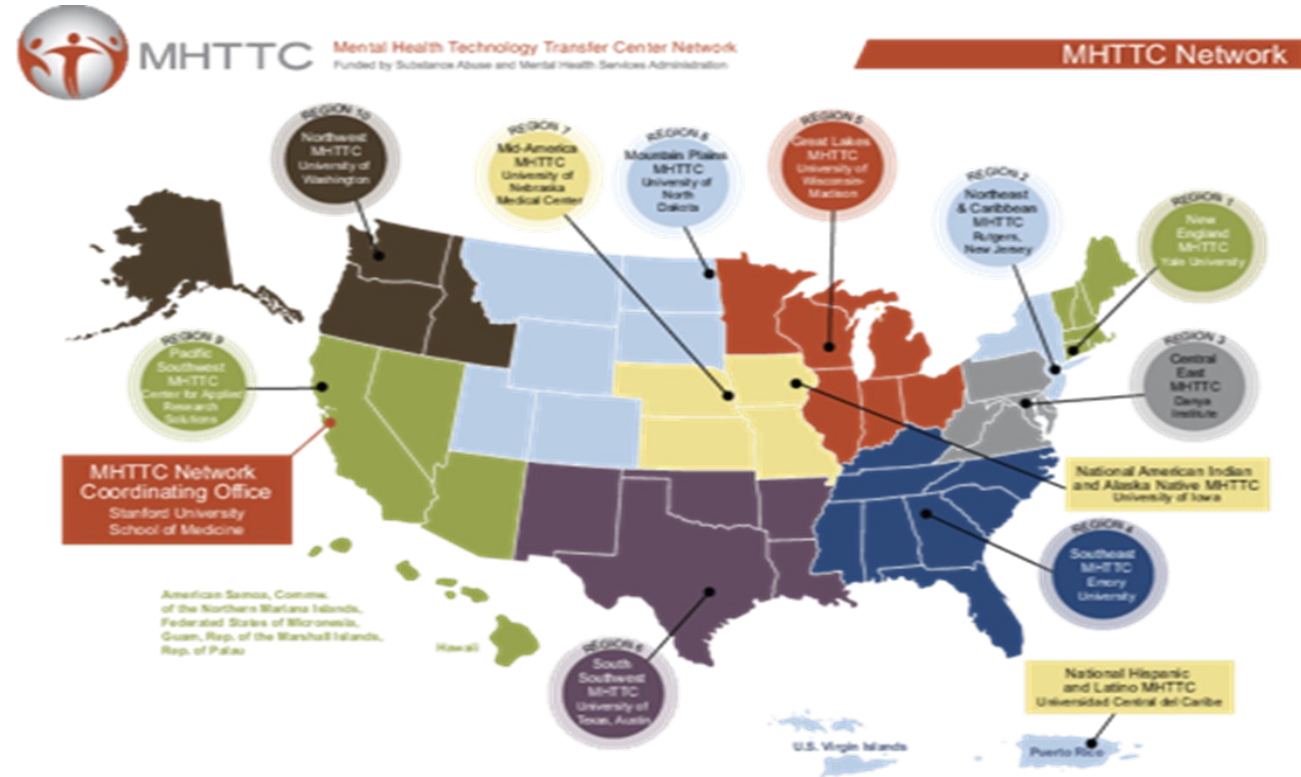 MHTTC
Mental Health Technology Transfer Center Network
Funded by Substance Abuse and Mental Health Services Administration
MHTTC Network
REGION 10
Northwest
MHTTC
University of
Washington
REGION 7
Mid-America
MHTTC
University of
Nebraska
Medical Center
REGION 8
Mountain Plains
MHTTC
University of
North
Dakota
REGION 5
Great Lakes
MHTTC
University of
Wisconsin-
Madison
REGION 2
Northeast
& Caribbean
MHTTC
Rutgers,
New Jersey
REGION 1
New
England
MHTTC
Yale University
REGION 9
Pacific
Southwest
MHTTC
Center for Applied
Research
Solutions
REGION 3
Central
East
MHTTC
Danya
Institute
MHTTC Network
Coordinating Office
Stanford University
School of Medicine
National American Indian
and Alaska Native MHTTC
University of Iowa
REGION 4
Southeast
MHTTC
Emory
University
American Samoa, Comnw.
of the Northern Mariana Islands,
Federated States of Micronesia,
Guam, Rep. of the Marshall Islands,
Rep. of Palau
Hawaii
REGION 6
South
Southwest
MHTTC
University of
Texas, Austin
National Hispanic
and Latino MHTTC
Universidad Central del Caribe
U.S. Virgin Islands
Puerto Rico